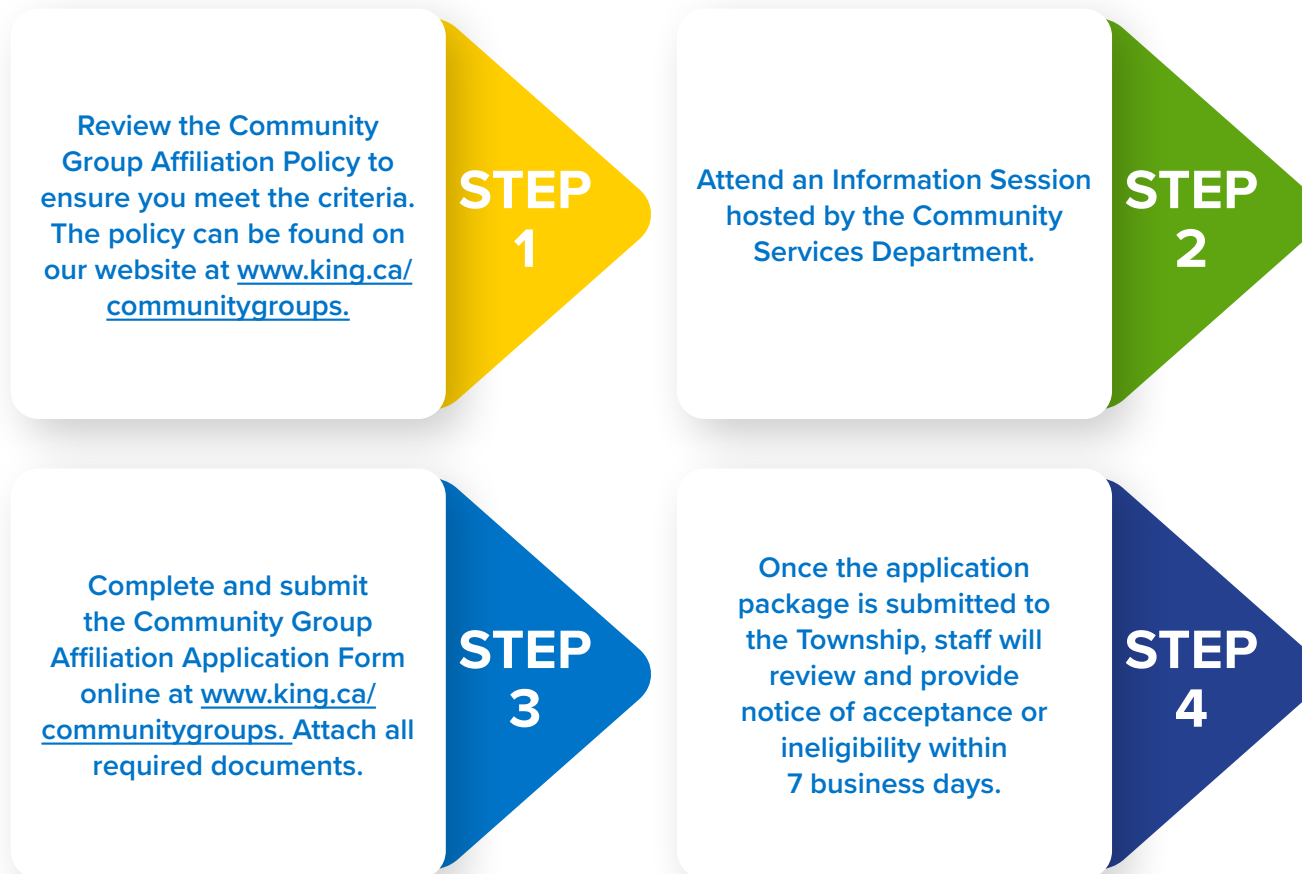 Review the Community
Group Affiliation Policy to
ensure you meet the criteria.
The policy can be found on
our website at www.king.ca/
communitygroups.
STEP
1
Attend an Information Session
hosted by the Community
Services Department.
STEP
2
Complete and submit
the Community Group
Affiliation Application Form
online at www.king.ca/
communitygroups. Attach all
required documents.
STEP
3
Once the application
package is submitted to
the Township, staff will
review and provide
notice of acceptance or
ineligibility within
7 business days.
STEP
4